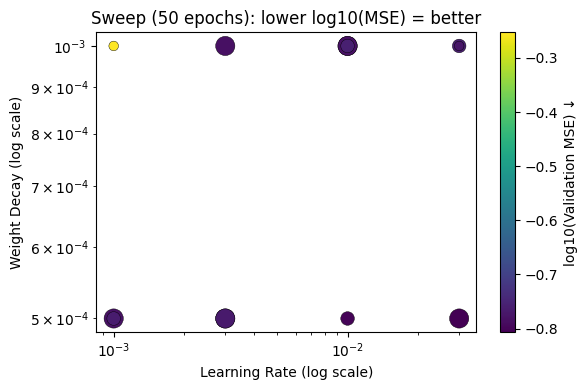 Sweep (50 epochs): lower log10(MSE) = better
Weight Decay (log scale)
10⁻³
9 × 10⁻⁴
8 × 10⁻⁴
7 × 10⁻⁴
6 × 10⁻⁴
5 × 10⁻⁴
10⁻³
10⁻²
Learning Rate (log scale)
−0.3
−0.4
−0.5
−0.6
−0.7
−0.8
log10(Validation MSE) ↓